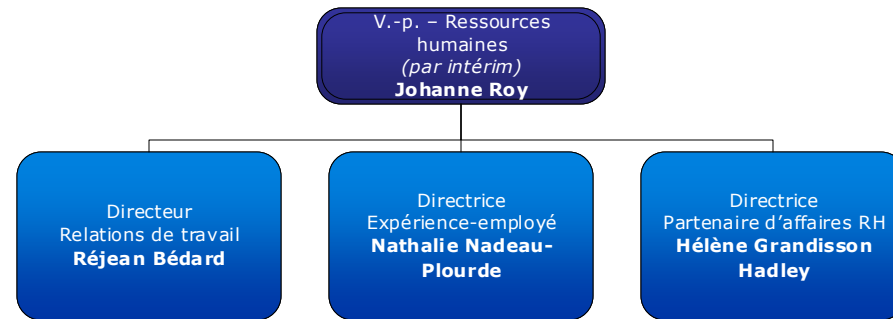 V.-p. – Ressources
humaines
(par intérim)
Johanne Roy
Directeur
Relations de travail
Réjean Bédard
Directrice
Expérience-employé
Nathalie Nadeau-
Plourde
Directrice
Partenaire d’affaires RH
Hélène Grandisson
Hadley